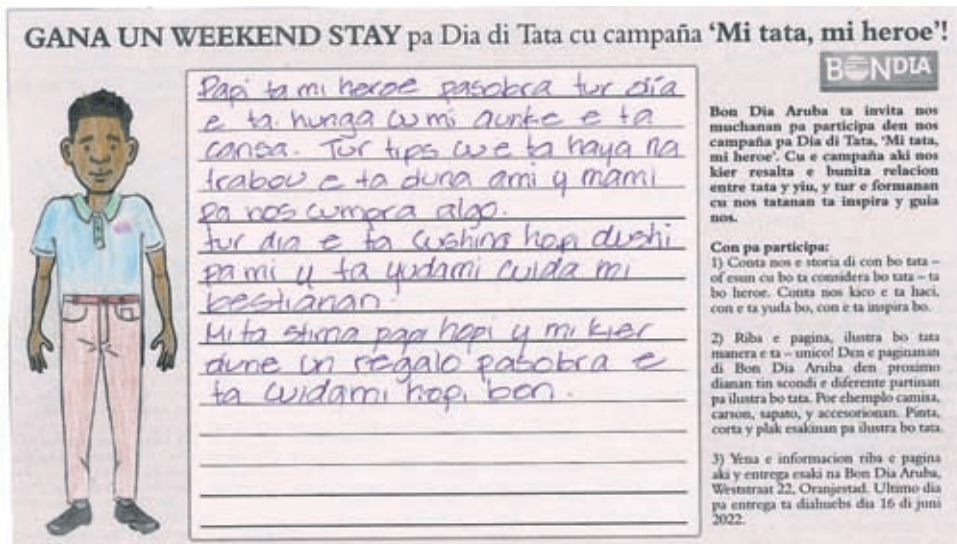 GANA UN WEEKEND STAY pa Dia di Tata cu campaña ‘Mi tata, mi heroe’!
BONDIA
Papi ta mi heroe pasobra tur día
e ta hunga cu mi aunke e ta
cansa. Tur tips cu e ta haya na
trabou e ta duna ami y mami
pa nos cumpra algo.
tur dia e ta cushina hopi dushi
pa mi y ta yudami cuida mi
bestianan.
Mi ta stima papi hopi y mi kier
dune un regalo pasobra e
ta cuidami hopi bon.
Bon Dia Aruba ta invita nos
muchanan pa participa den nos
campaña pa Dia di Tata, ‘Mi tata,
mi heroe’. Cu e campaña aki nos
kier resalta e bunita relacion
entre tata y yiu, y tur e formanan
cu nos tatanan ta inspira y guia
nos.
Con pa participa:
1) Conta nos e storia di con bo tata –
of esun cu bo ta considera bo tata – ta
bo heroe. Conta nos kico e ta haci,
con e ta yuda bo, con e ta inspira bo.
2) Riba e pagina, ilustra bo tata
manera e ta – unico! Den e paginanan
di Bon Dia Aruba den proximo
dianan tin scondi e diferente partinan
pa ilustra bo tata. Por ehemplo camisa,
carson, sapato, y accesorionan. Pinta,
corta y plak esakinan pa ilustra bo tata.
3) Yena e informacion riba e pagina
aki y entrega esaki na Bon Dia Aruba,
Weststraat 22, Oranjestad. Ultimo dia
pa entrega ta diahuebs dia 16 di juni
2022.